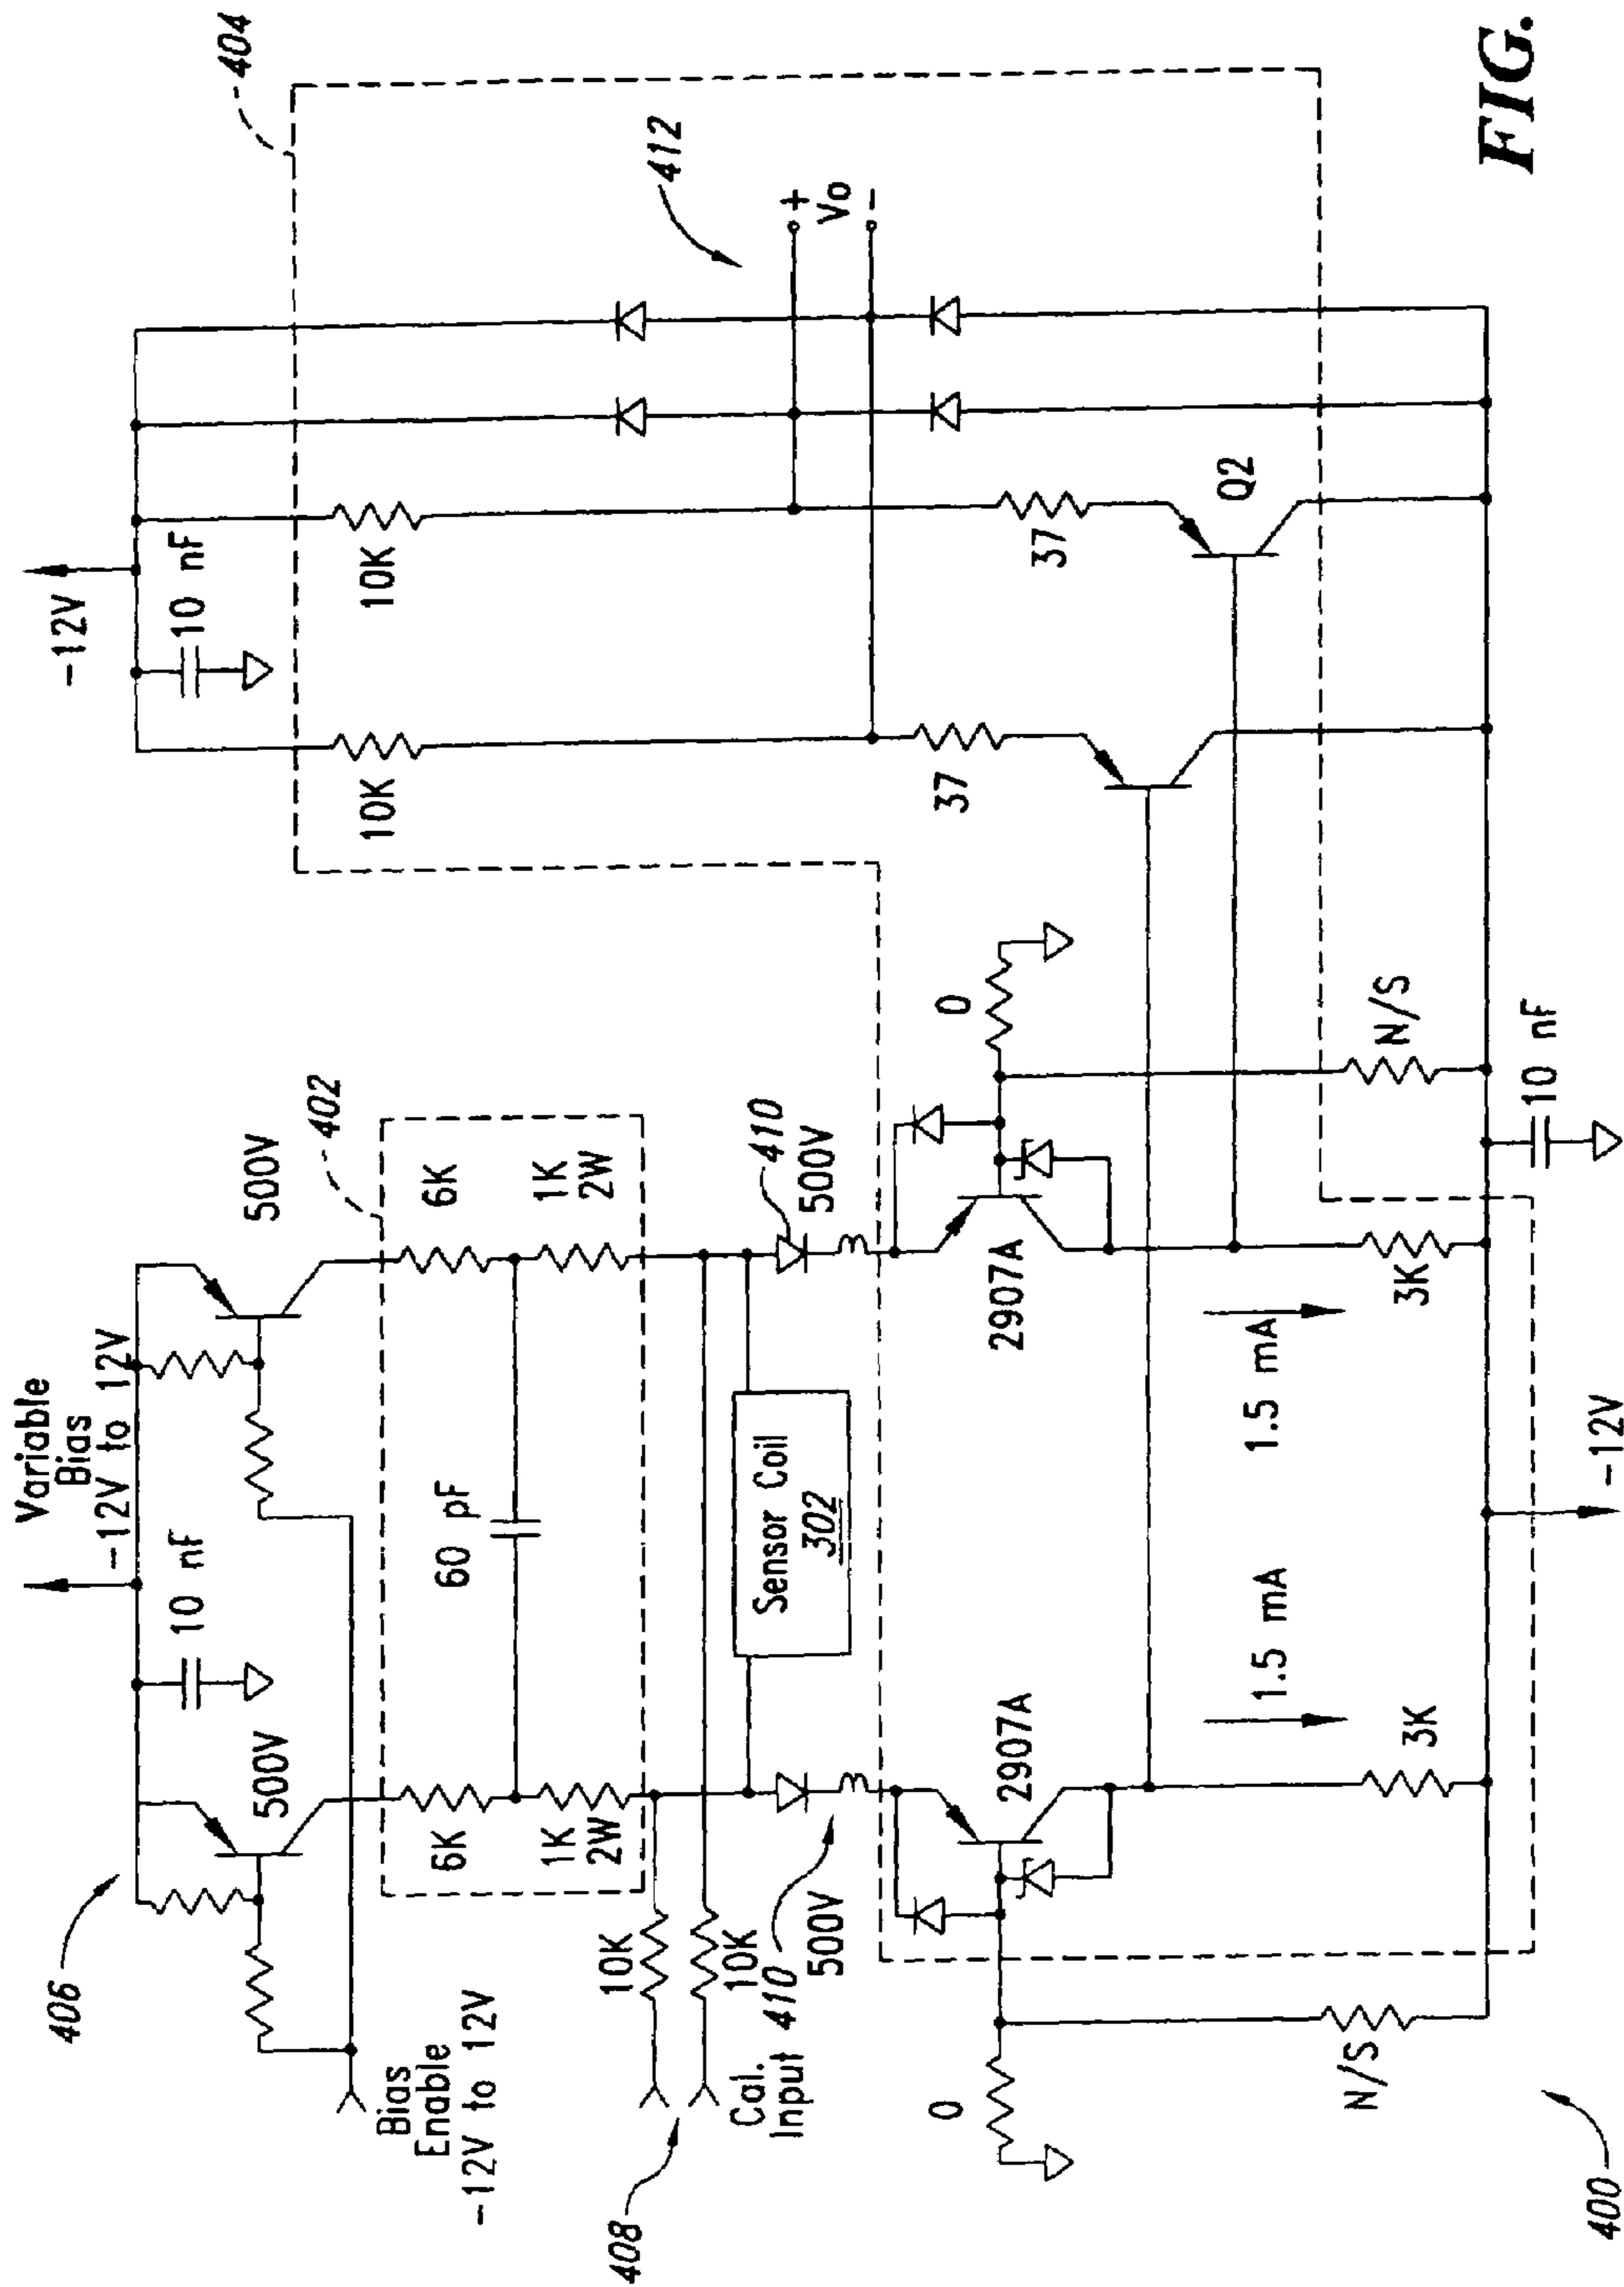 406
Variable
Bias
-12V to 12V
10 nF
500V
500V
-12V
10 nF
404
402
6K
6K
60 pF
1K
2W
1K
2W
10K
10K
412
+
Vo
-
Bias
Enable
-12V to 12V
408
10K
10K
Cal.
Input
410
500V
Sensor Coil
302
410
500V
37
37
0
0
2907A
2907A
Q2
1.5 mA
1.5 mA
3K
3K
N/S
N/S
10 nF
-12V
400
FIG.